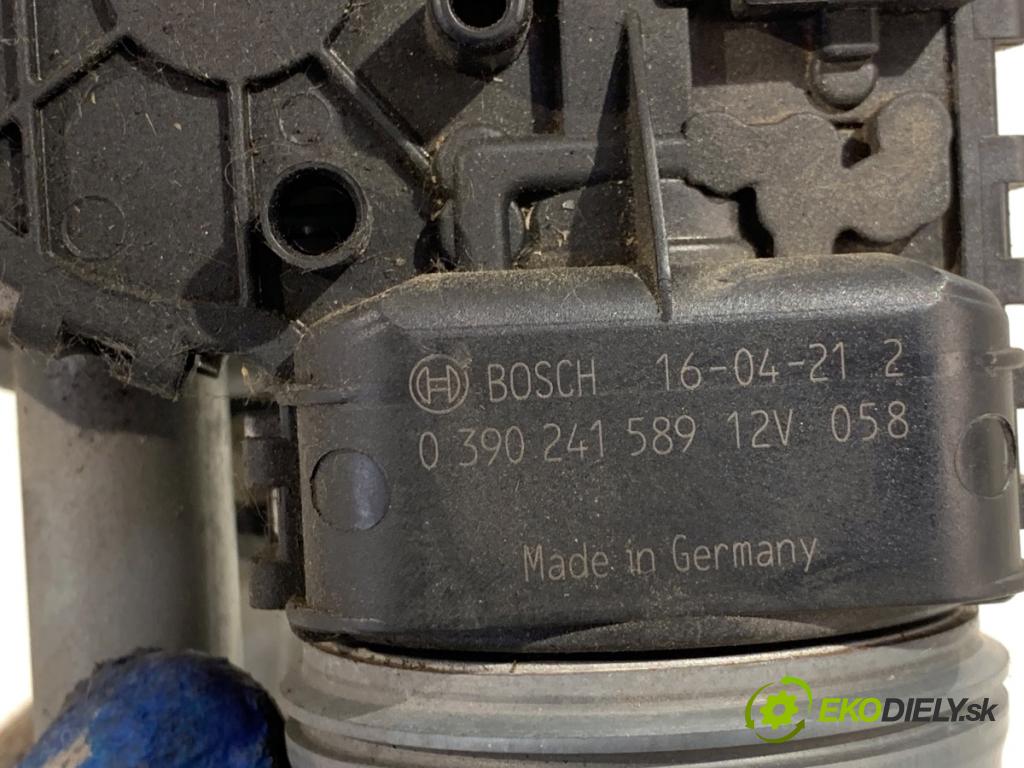 BOSCH 16-04-21 2
0 390 241 589 12V 058
Made in Germany
EKODIELY.sk